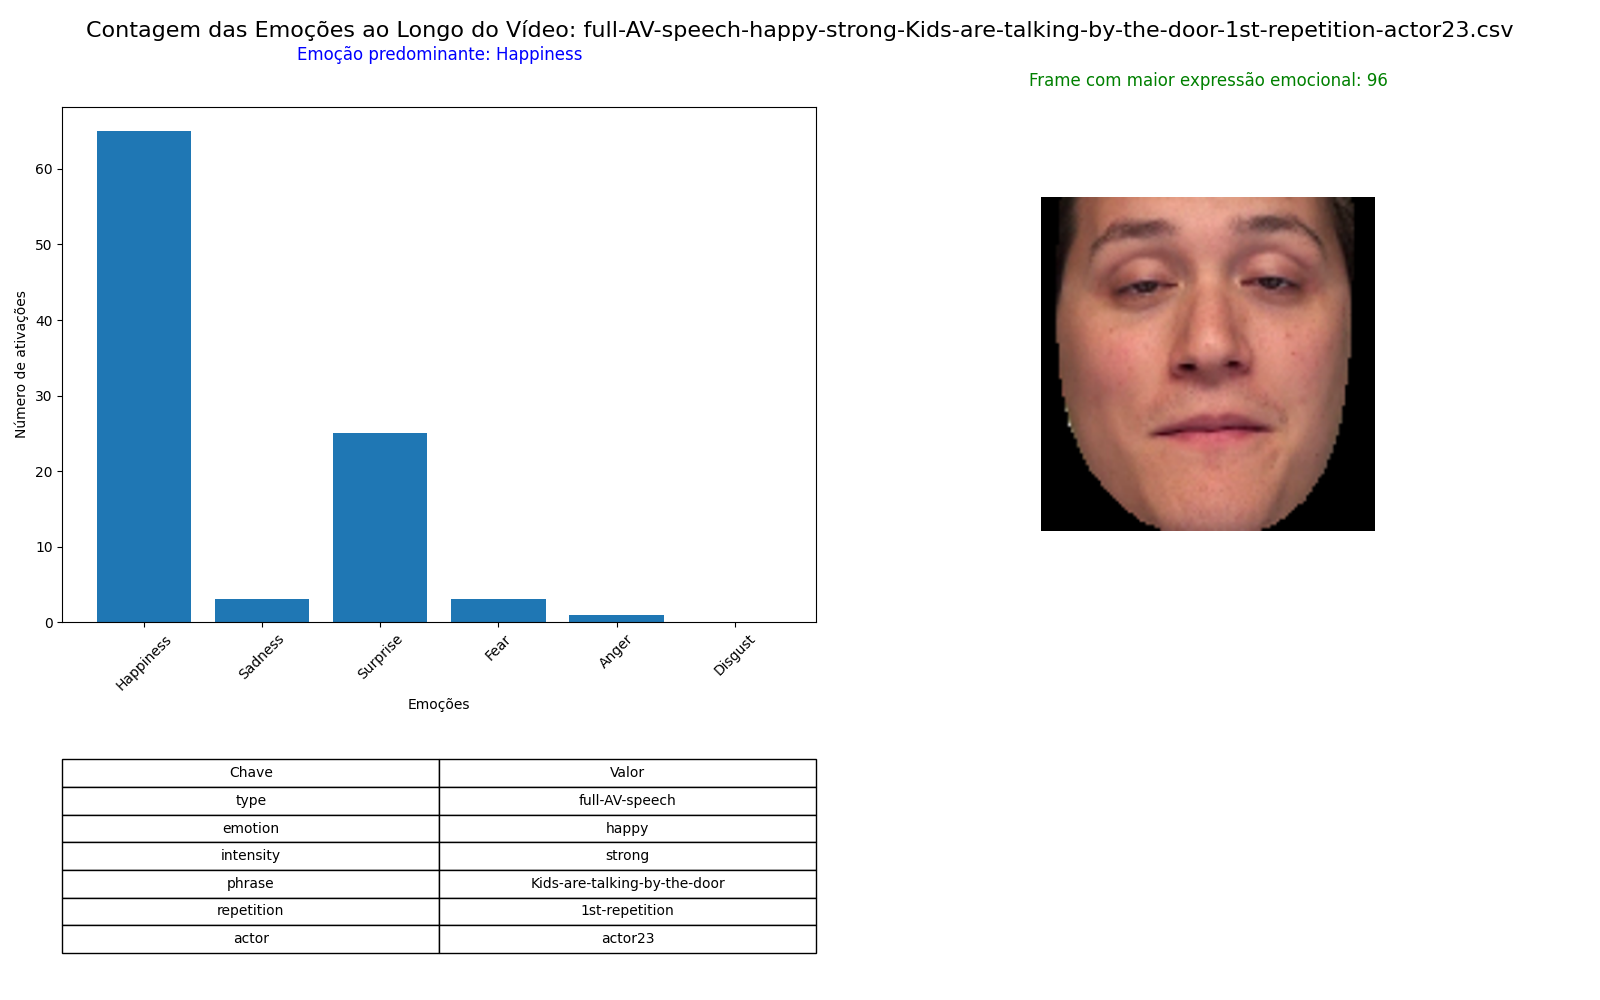 Contagem das Emoções ao Longo do Vídeo: full-AV-speech-happy-strong-Kids-are-talking-by-the-door-1st-repetition-actor23.csv
Emoção predominante: Happiness
Frame com maior expressão emocional: 96
Número de ativações
60
50
40
30
20
10
0
Happiness
Sadness
Surprise
Fear
Anger
Disgust
Emoções
Chave Valor
type full-AV-speech
emotion happy
intensity strong
phrase Kids-are-talking-by-the-door
repetition 1st-repetition
actor actor23